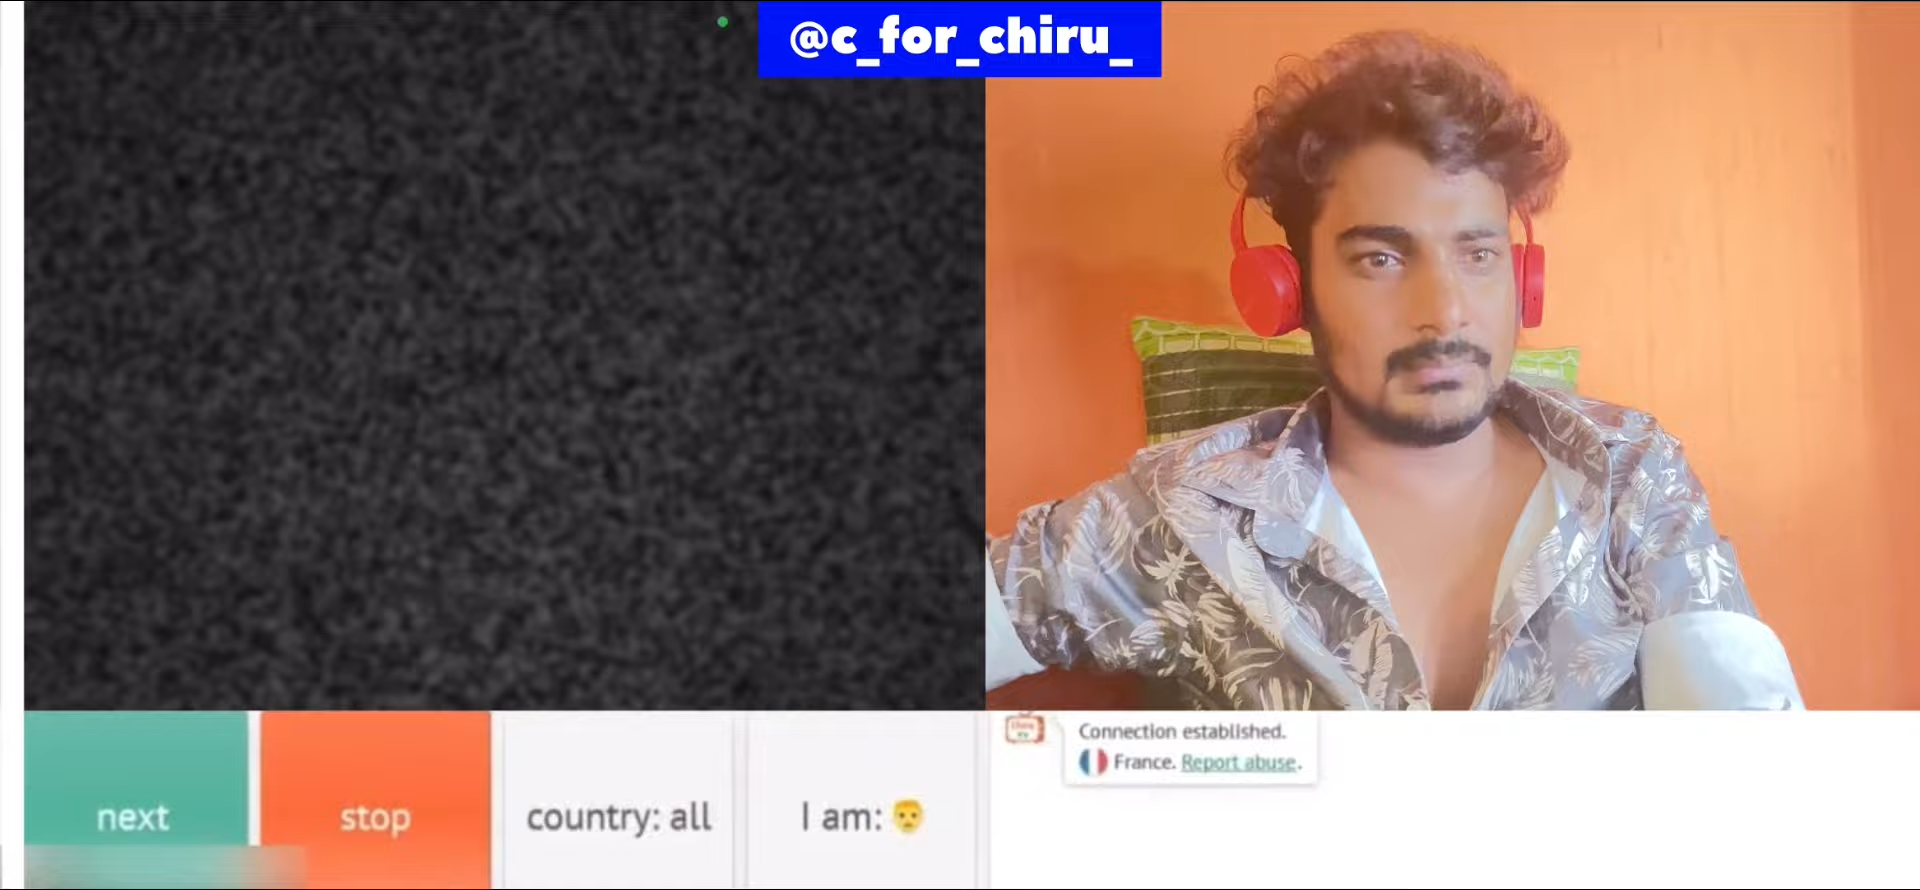 @c_for_chiru_
Connection established.
France. Report abuse.
next
stop
country: all
I am: 👨